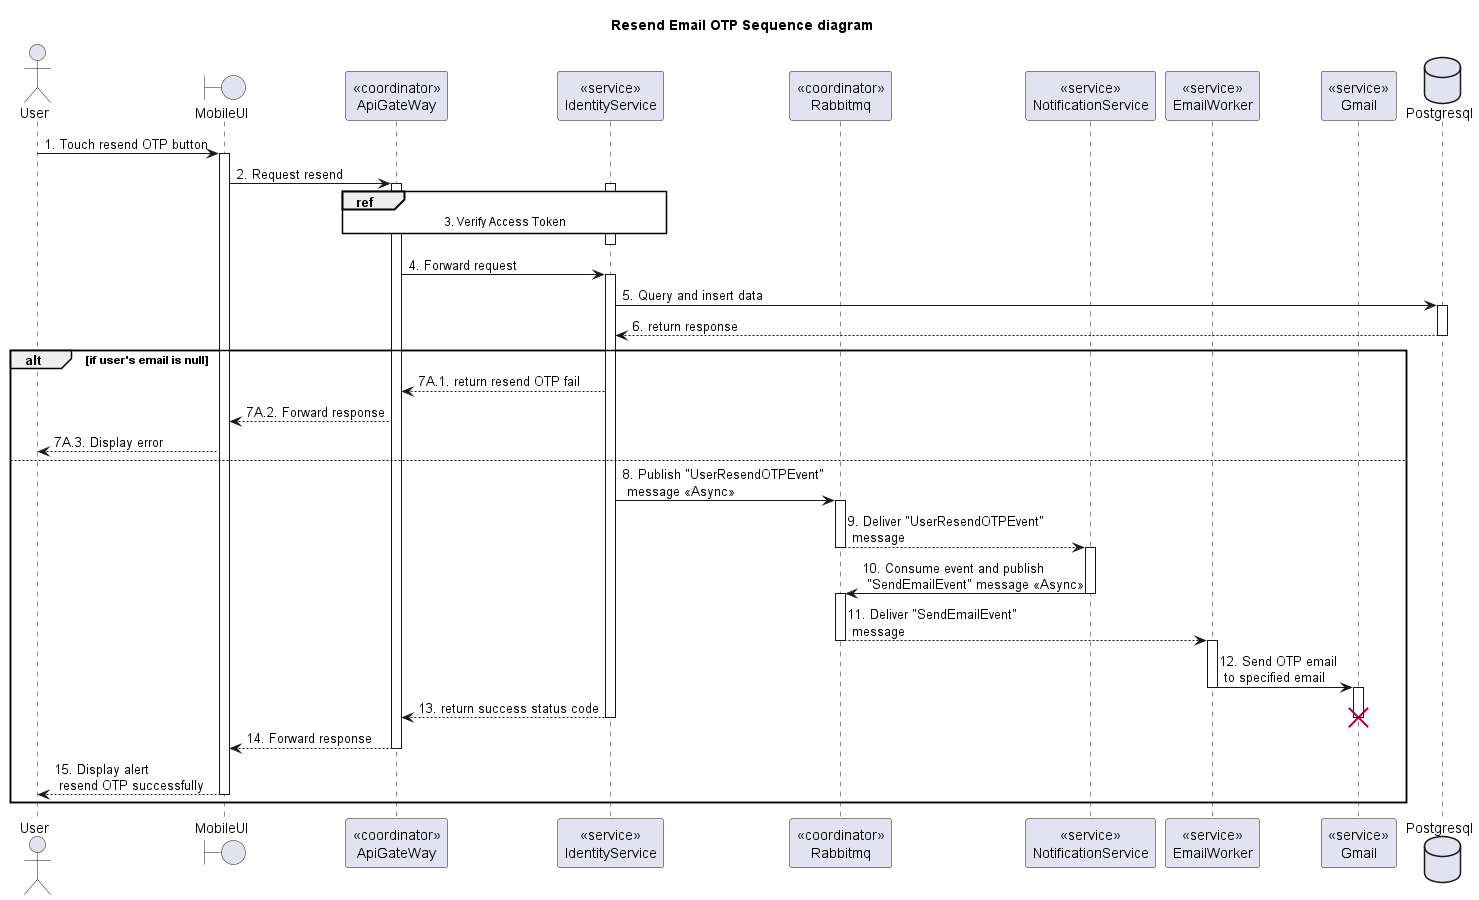 Resend Email OTP Sequence diagram
User
MobileUI
«coordinator»
ApiGateWay
«service»
IdentityService
«coordinator»
Rabbitmq
«service»
NotificationService
«service»
EmailWorker
«service»
Gmail
Postgresql
1. Touch resend OTP button
2. Request resend
ref
3. Verify Access Token
4. Forward request
5. Query and insert data
6. return response
alt
[if user's email is null]
7A.1. return resend OTP fail
7A.2. Forward response
7A.3. Display error
8. Publish "UserResendOTPEvent"
message «Async»
9. Deliver "UserResendOTPEvent"
message
10. Consume event and publish
"SendEmailEvent" message «Async»
11. Deliver "SendEmailEvent"
message
12. Send OTP email
to specified email
13. return success status code
14. Forward response
15. Display alert
resend OTP successfully
User
MobileUI
«coordinator»
ApiGateWay
«service»
IdentityService
«coordinator»
Rabbitmq
«service»
NotificationService
«service»
EmailWorker
«service»
Gmail
Postgresql